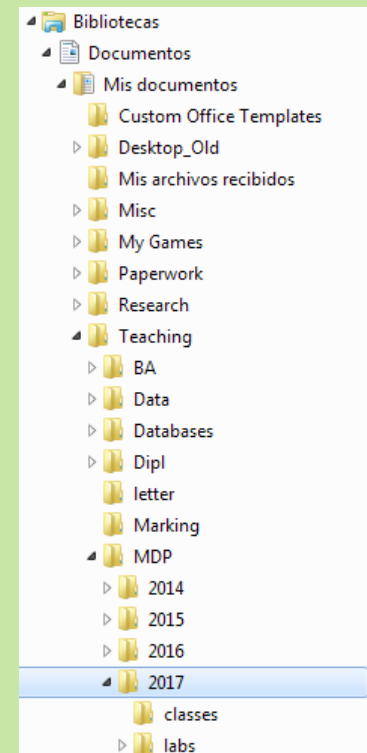 Bibliotecas
Documentos
Mis documentos
Custom Office Templates
Desktop_Old
Mis archivos recibidos
Misc
My Games
Paperwork
Research
Teaching
BA
Data
Databases
Dipl
letter
Marking
MDP
2014
2015
2016
2017
classes
labs